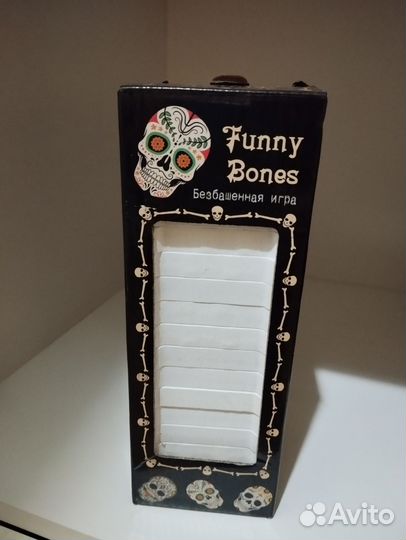 Funny
Bones
Безбашенная игра
Avito